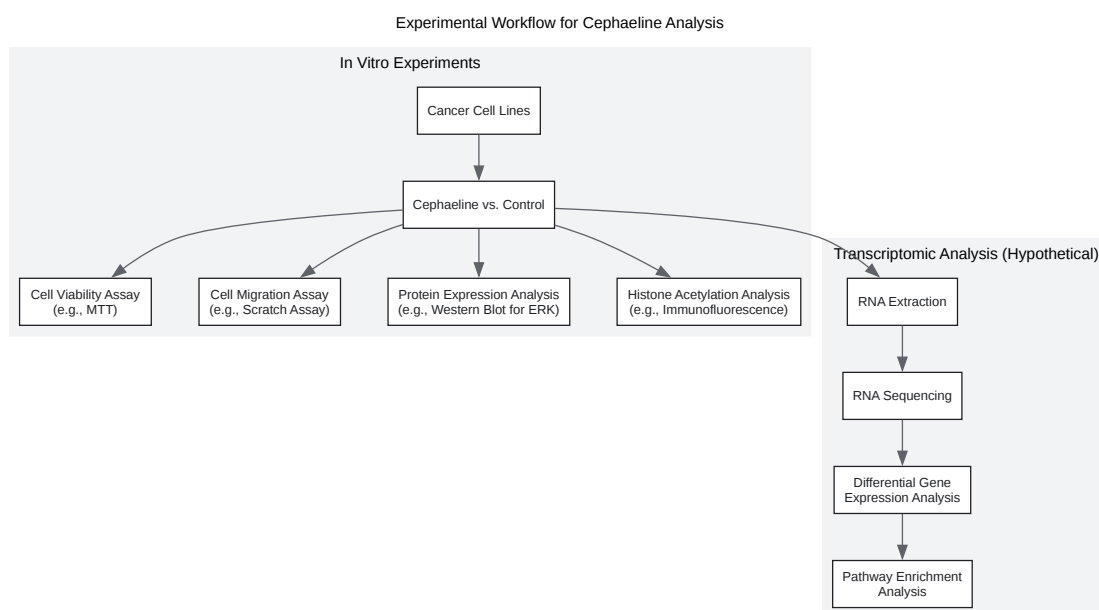 Experimental Workflow for Cephaeline Analysis
In Vitro Experiments
Cancer Cell Lines
Cephaeline vs. Control
Cell Viability Assay
(e.g., MTT)
Cell Migration Assay
(e.g., Scratch Assay)
Protein Expression Analysis
(e.g., Western Blot for ERK)
Histone Acetylation Analysis
(e.g., Immunofluorescence)
Transcriptomic Analysis (Hypothetical)
RNA Extraction
RNA Sequencing
Differential Gene
Expression Analysis
Pathway Enrichment
Analysis